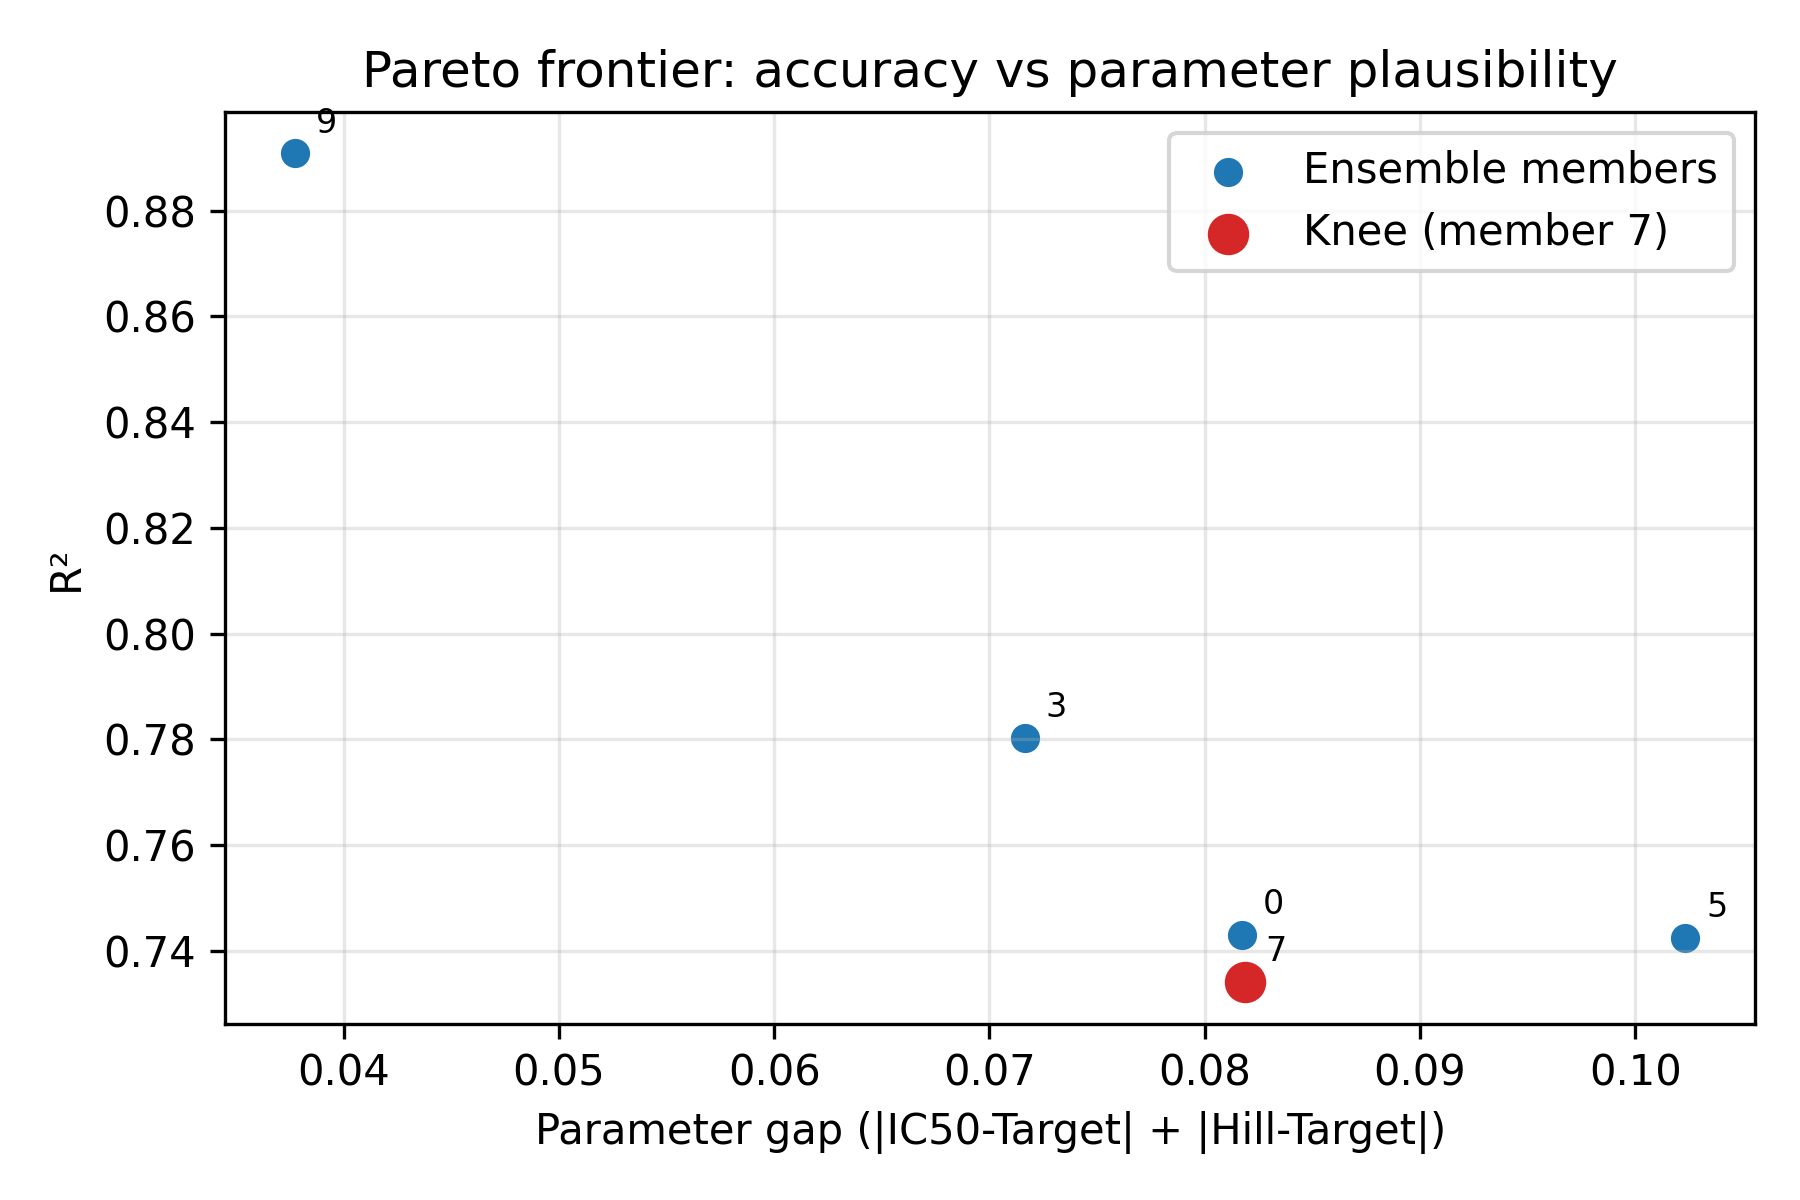 Pareto frontier: accuracy vs parameter plausibility
9
Ensemble members
Knee (member 7)
0.88
0.86
0.84
0.82
0.80
0.78
0.76
0.74
R²
3
0
7
5
0.04 0.05 0.06 0.07 0.08 0.09 0.10
Parameter gap (|IC50-Target| + |Hill-Target|)